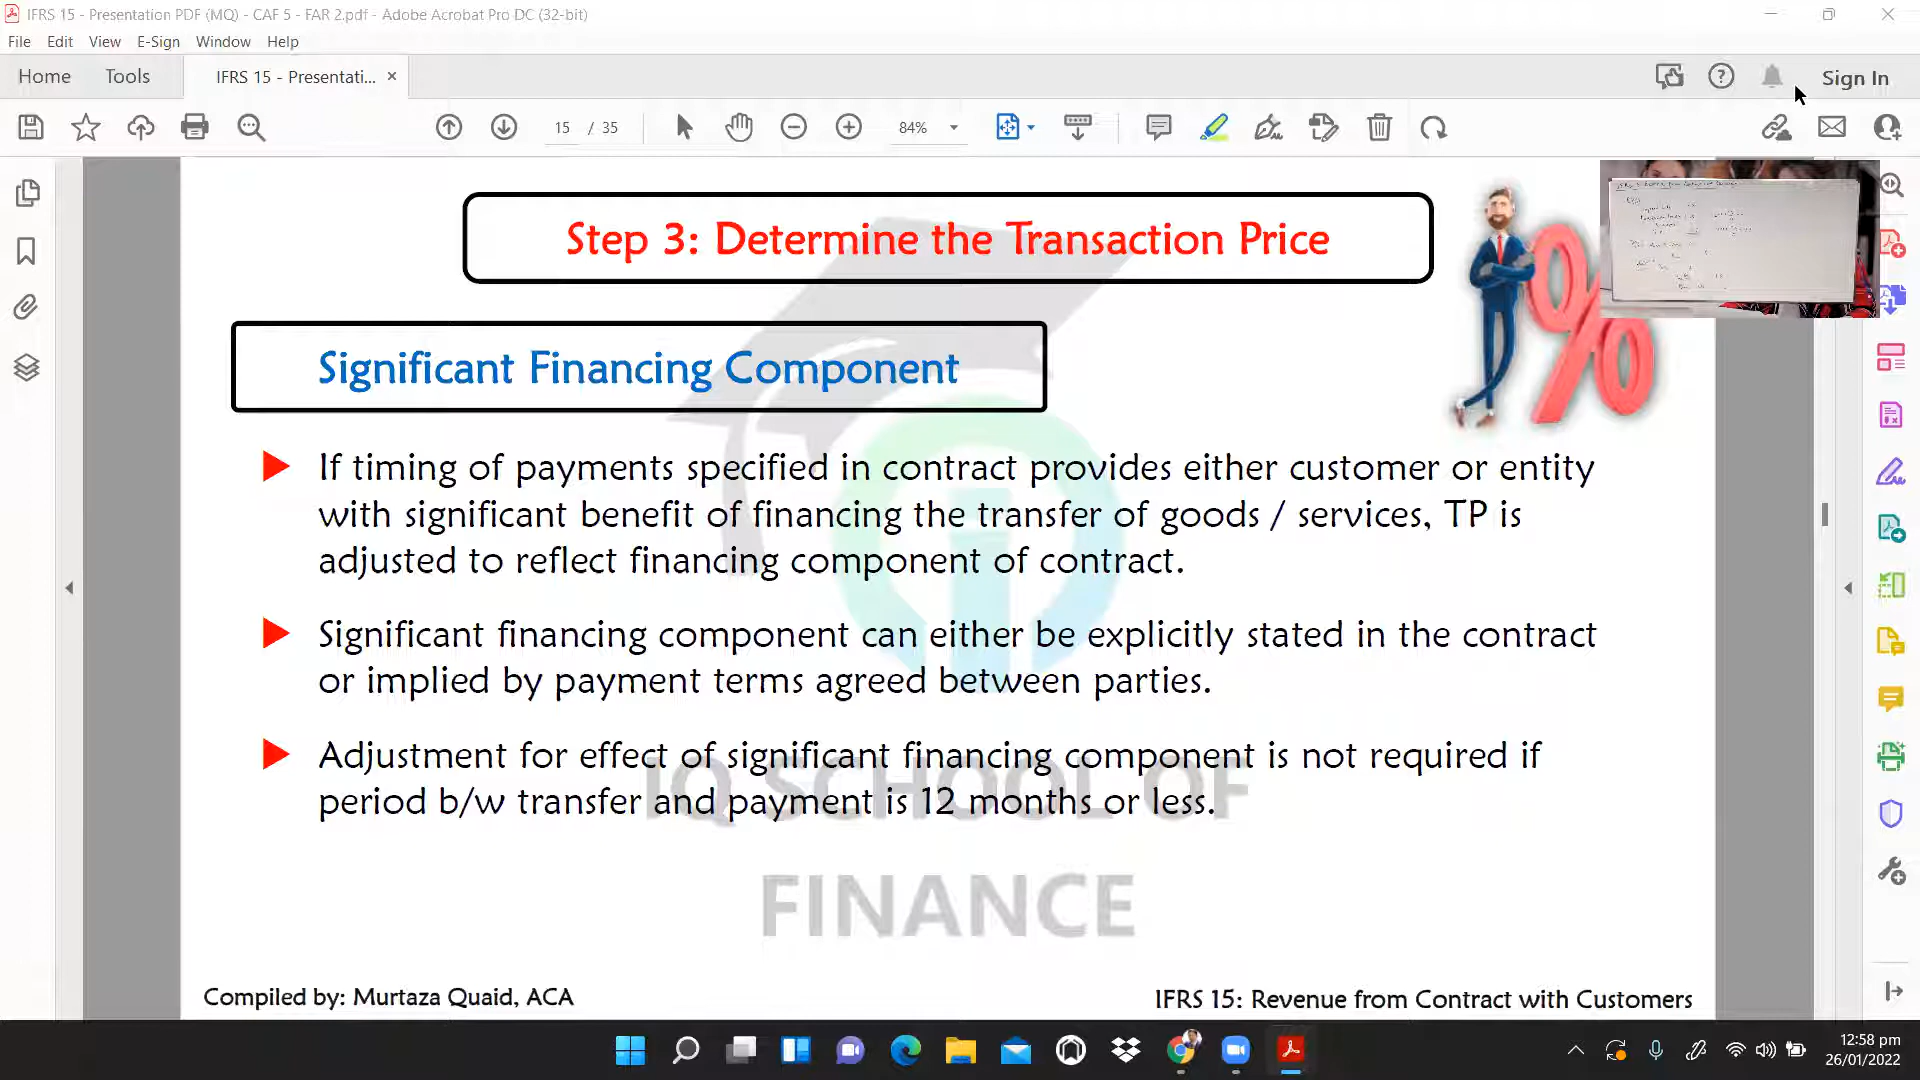 IFRS 15 - Presentation PDF (MQ) - CAF 5 - FAR 2.pdf - Adobe Acrobat Pro DC (32-bit)
File Edit View E-Sign Window Help
Home Tools IFRS 15 - Presentati... × Sign In
15 / 35 84%
Step 3: Determine the Transaction Price
Significant Financing Component
If timing of payments specified in contract provides either customer or entity
with significant benefit of financing the transfer of goods / services, TP is
adjusted to reflect financing component of contract.
Significant financing component can either be explicitly stated in the contract
or implied by payment terms agreed between parties.
Adjustment for effect of significant financing component is not required if
period b/w transfer and payment is 12 months or less.
IQ SCHOOL OF
FINANCE
Compiled by: Murtaza Quaid, ACA
IFRS 15: Revenue from Contract with Customers
12:58 pm
26/01/2022